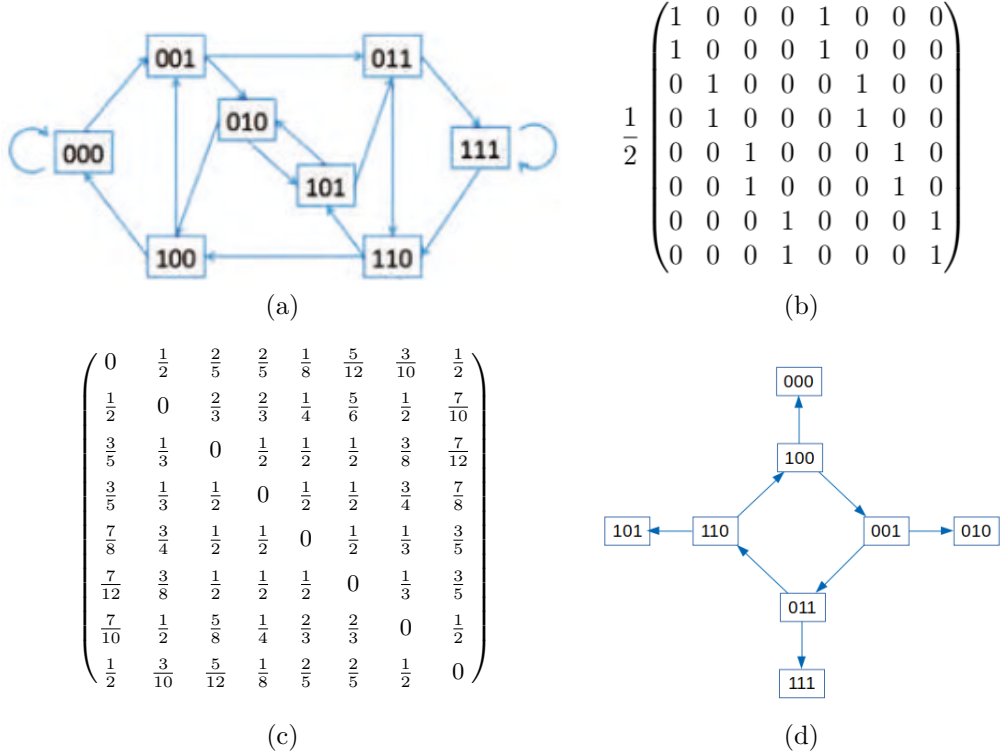 001 011
010
000 111
101
100 110
(a)
1/2
1 0 0 0 1 0 0 0
1 0 0 0 1 0 0 0
0 1 0 0 0 1 0 0
0 1 0 0 0 1 0 0
0 0 1 0 0 0 1 0
0 0 1 0 0 0 1 0
0 0 0 1 0 0 0 1
0 0 0 1 0 0 0 1
(b)
0 1/2 2/5 2/5 1/8 5/12 3/10 1/2
1/2 0 2/3 2/3 1/4 5/6 1/2 7/10
3/5 1/3 0 1/2 1/2 1/2 3/8 7/12
3/5 1/3 1/2 0 1/2 1/2 3/4 7/8
7/8 3/4 1/2 1/2 0 1/2 1/3 3/5
7/12 3/8 1/2 1/2 1/2 0 1/3 3/5
7/10 1/2 5/8 1/4 2/3 2/3 0 1/2
1/2 3/10 5/12 1/8 2/5 2/5 1/2 0
(c)
000
100
101 110 001 010
011
111
(d)